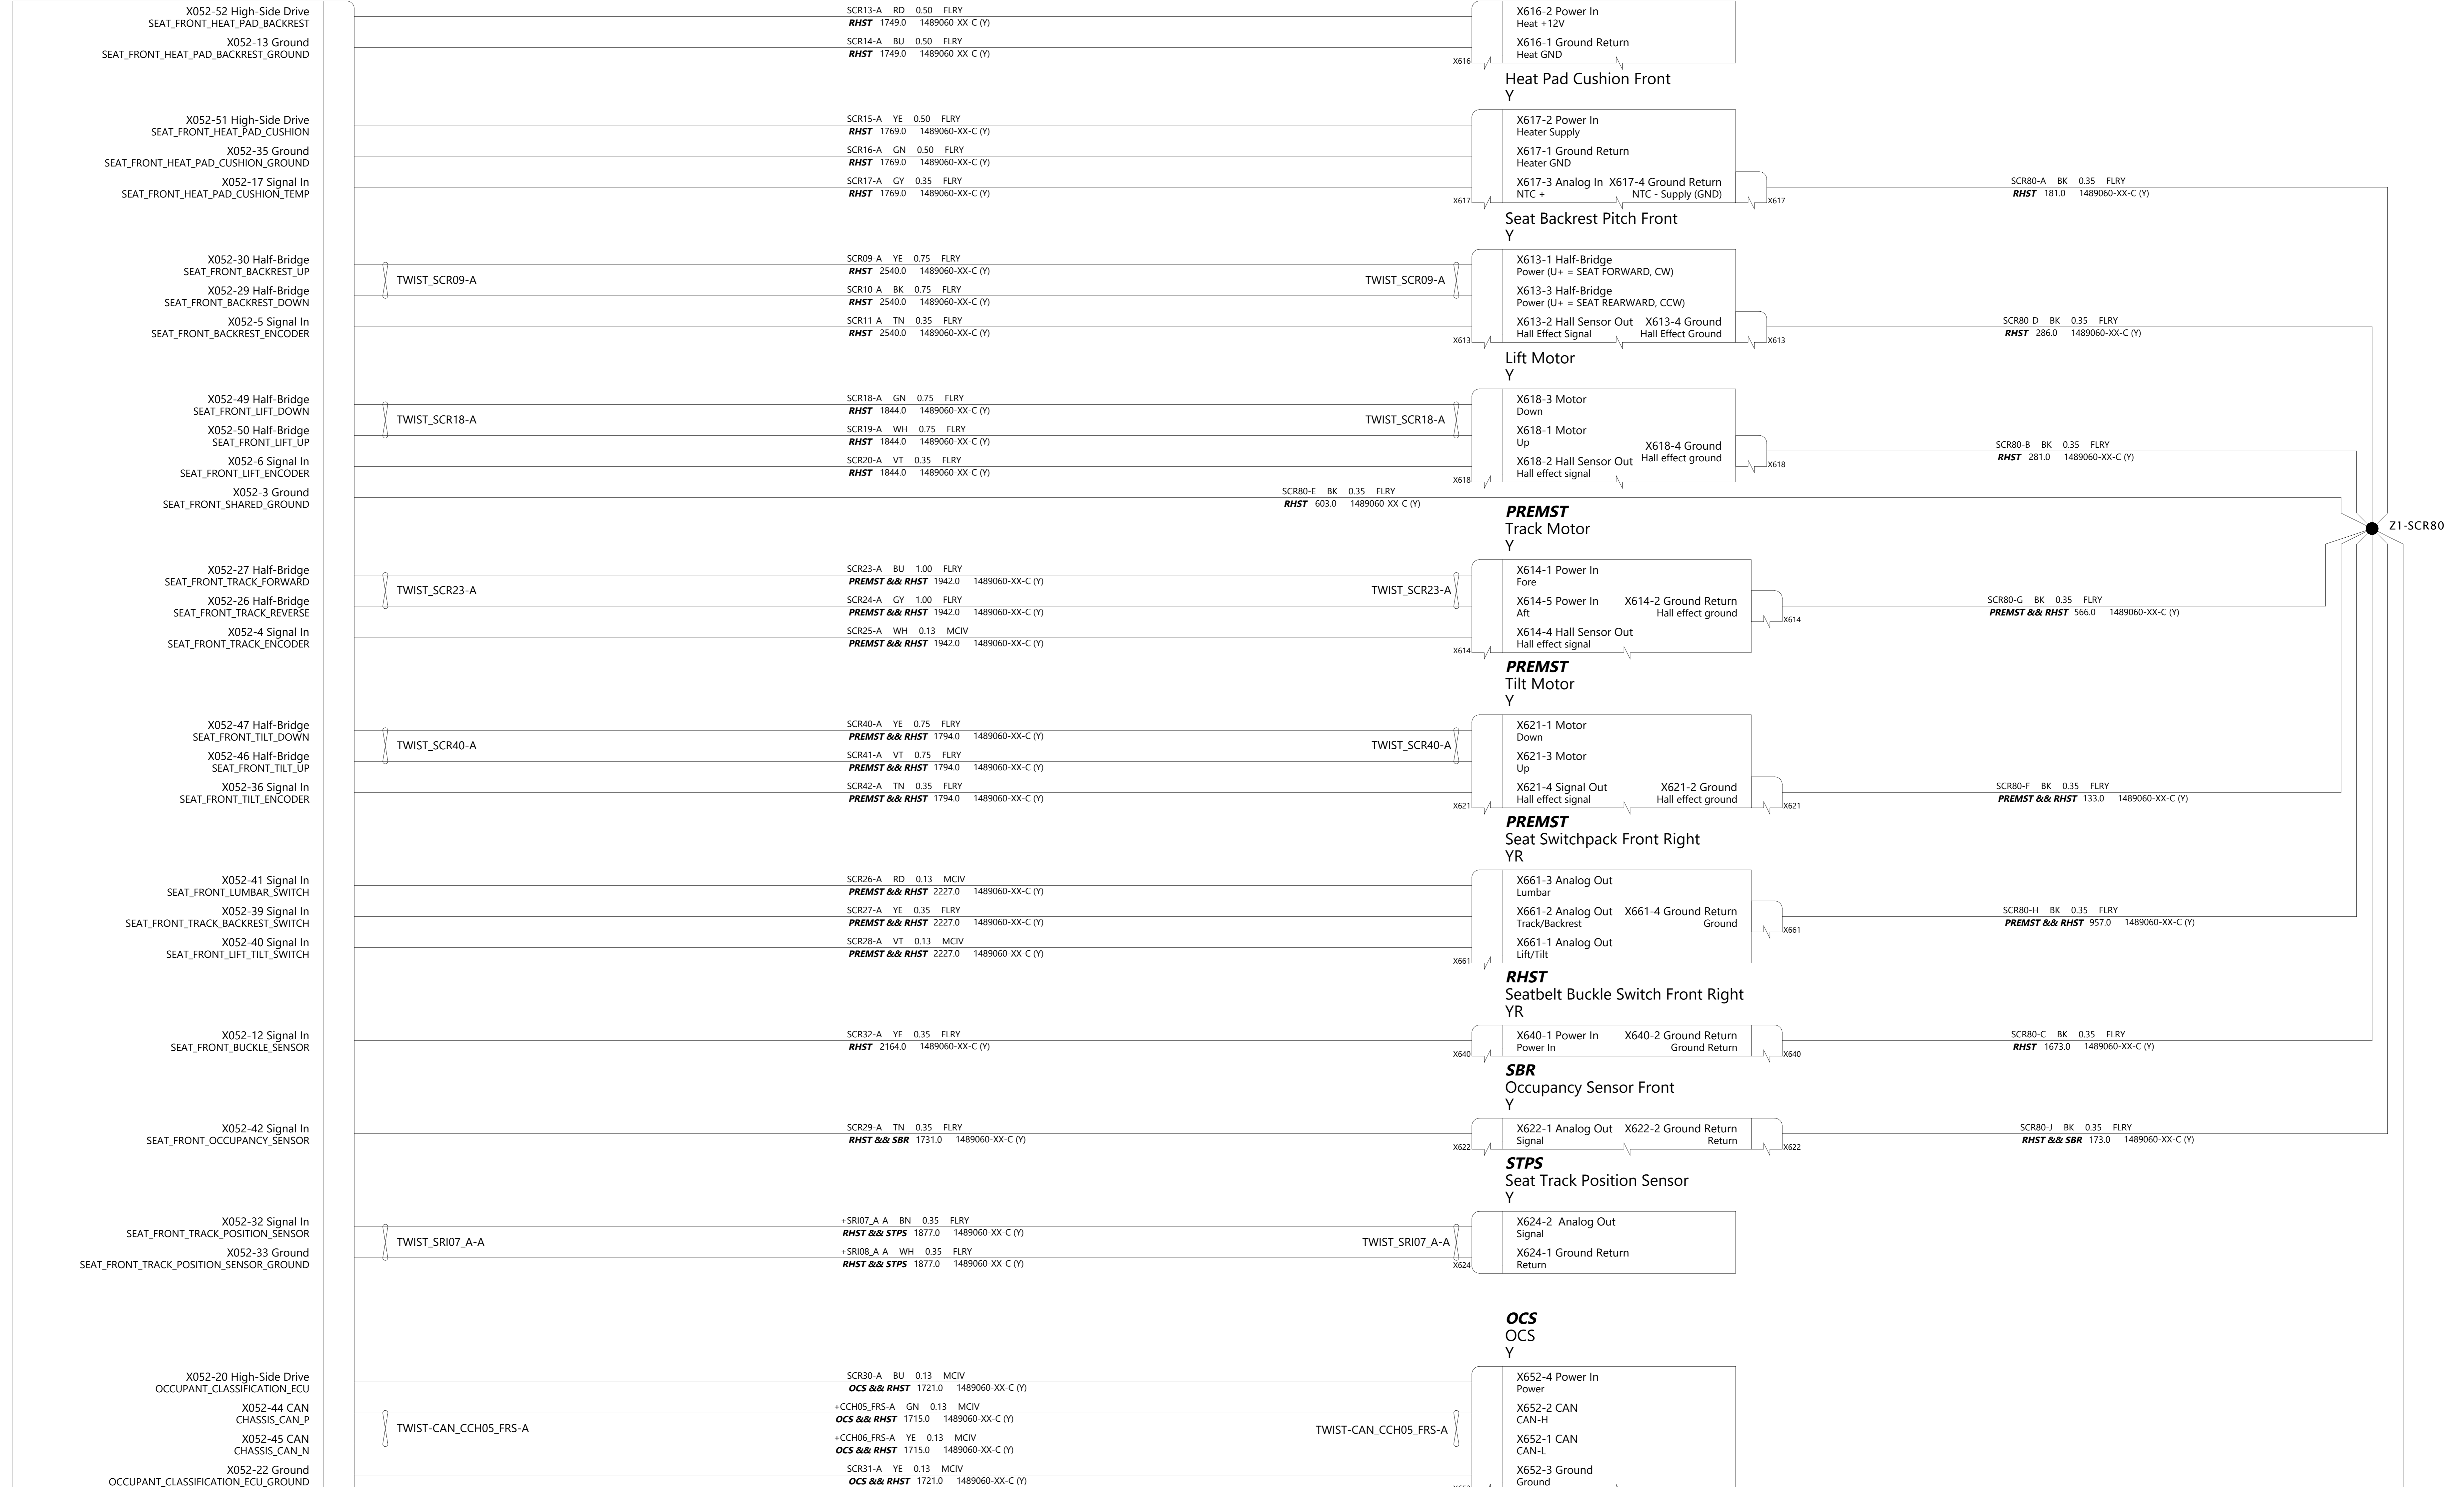 X052-52 High-Side Drive
SEAT_FRONT_HEAT_PAD_BACKREST
SCR13-A RD 0.50 FLRY
RHST 1749.0 1489060-XX-C (Y)
X616-2 Power In
Heat +12V
X052-13 Ground
SEAT_FRONT_HEAT_PAD_BACKREST_GROUND
SCR14-A BU 0.50 FLRY
RHST 1749.0 1489060-XX-C (Y)
X616-1 Ground Return
Heat GND
X616
Heat Pad Cushion Front
Y
X052-51 High-Side Drive
SEAT_FRONT_HEAT_PAD_CUSHION
SCR15-A YE 0.50 FLRY
RHST 1769.0 1489060-XX-C (Y)
X617-2 Power In
Heater Supply
X052-35 Ground
SEAT_FRONT_HEAT_PAD_CUSHION_GROUND
SCR16-A GN 0.50 FLRY
RHST 1769.0 1489060-XX-C (Y)
X617-1 Ground Return
Heater GND
X052-17 Signal In
SEAT_FRONT_HEAT_PAD_CUSHION_TEMP
SCR17-A GY 0.35 FLRY
RHST 1769.0 1489060-XX-C (Y)
X617-3 Analog In X617-4 Ground Return
NTC + NTC - Supply (GND)
X617 X617
SCR80-A BK 0.35 FLRY
RHST 181.0 1489060-XX-C (Y)
Seat Backrest Pitch Front
Y
X052-30 Half-Bridge
SEAT_FRONT_BACKREST_UP
SCR09-A YE 0.75 FLRY
RHST 2540.0 1489060-XX-C (Y)
X613-1 Half-Bridge
Power (U+ = SEAT FORWARD, CW)
TWIST_SCR09-A TWIST_SCR09-A
X052-29 Half-Bridge
SEAT_FRONT_BACKREST_DOWN
SCR10-A BK 0.75 FLRY
RHST 2540.0 1489060-XX-C (Y)
X613-3 Half-Bridge
Power (U+ = SEAT REARWARD, CCW)
X052-5 Signal In
SEAT_FRONT_BACKREST_ENCODER
SCR11-A TN 0.35 FLRY
RHST 2540.0 1489060-XX-C (Y)
X613-2 Hall Sensor Out X613-4 Ground
Hall Effect Signal Hall Effect Ground
X613 X613
SCR80-D BK 0.35 FLRY
RHST 286.0 1489060-XX-C (Y)
Lift Motor
Y
X052-49 Half-Bridge
SEAT_FRONT_LIFT_DOWN
SCR18-A GN 0.75 FLRY
RHST 1844.0 1489060-XX-C (Y)
X618-3 Motor
Down
TWIST_SCR18-A TWIST_SCR18-A
X052-50 Half-Bridge
SEAT_FRONT_LIFT_UP
SCR19-A WH 0.75 FLRY
RHST 1844.0 1489060-XX-C (Y)
X618-1 Motor
Up
X618-4 Ground
Hall effect ground
SCR80-B BK 0.35 FLRY
RHST 281.0 1489060-XX-C (Y)
X052-6 Signal In
SEAT_FRONT_LIFT_ENCODER
SCR20-A VT 0.35 FLRY
RHST 1844.0 1489060-XX-C (Y)
X618-2 Hall Sensor Out
Hall effect signal
X618 X618
X052-3 Ground
SEAT_FRONT_SHARED_GROUND
SCR80-E BK 0.35 FLRY
RHST 603.0 1489060-XX-C (Y)
Z1-SCR80
PREMST
Track Motor
Y
X052-27 Half-Bridge
SEAT_FRONT_TRACK_FORWARD
SCR23-A BU 1.00 FLRY
PREMST && RHST 1942.0 1489060-XX-C (Y)
X614-1 Power In
Fore
TWIST_SCR23-A TWIST_SCR23-A
X052-26 Half-Bridge
SEAT_FRONT_TRACK_REVERSE
SCR24-A GY 1.00 FLRY
PREMST && RHST 1942.0 1489060-XX-C (Y)
X614-5 Power In X614-2 Ground Return
Aft Hall effect ground
X614
SCR80-G BK 0.35 FLRY
PREMST && RHST 566.0 1489060-XX-C (Y)
X052-4 Signal In
SEAT_FRONT_TRACK_ENCODER
SCR25-A WH 0.13 MCIV
PREMST && RHST 1942.0 1489060-XX-C (Y)
X614-4 Hall Sensor Out
Hall effect signal
X614
PREMST
Tilt Motor
Y
X052-47 Half-Bridge
SEAT_FRONT_TILT_DOWN
SCR40-A YE 0.75 FLRY
PREMST && RHST 1794.0 1489060-XX-C (Y)
X621-1 Motor
Down
TWIST_SCR40-A TWIST_SCR40-A
X052-46 Half-Bridge
SEAT_FRONT_TILT_UP
SCR41-A VT 0.75 FLRY
PREMST && RHST 1794.0 1489060-XX-C (Y)
X621-3 Motor
Up
X052-36 Signal In
SEAT_FRONT_TILT_ENCODER
SCR42-A TN 0.35 FLRY
PREMST && RHST 1794.0 1489060-XX-C (Y)
X621-4 Signal Out X621-2 Ground
Hall effect signal Hall effect ground
X621 X621
SCR80-F BK 0.35 FLRY
PREMST && RHST 133.0 1489060-XX-C (Y)
PREMST
Seat Switchpack Front Right
YR
X052-41 Signal In
SEAT_FRONT_LUMBAR_SWITCH
SCR26-A RD 0.13 MCIV
PREMST && RHST 2227.0 1489060-XX-C (Y)
X661-3 Analog Out
Lumbar
X052-39 Signal In
SEAT_FRONT_TRACK_BACKREST_SWITCH
SCR27-A YE 0.35 FLRY
PREMST && RHST 2227.0 1489060-XX-C (Y)
X661-2 Analog Out X661-4 Ground Return
Track/Backrest Ground
X661
SCR80-H BK 0.35 FLRY
PREMST && RHST 957.0 1489060-XX-C (Y)
X052-40 Signal In
SEAT_FRONT_LIFT_TILT_SWITCH
SCR28-A VT 0.13 MCIV
PREMST && RHST 2227.0 1489060-XX-C (Y)
X661-1 Analog Out
Lift/Tilt
X661
RHST
Seatbelt Buckle Switch Front Right
YR
X052-12 Signal In
SEAT_FRONT_BUCKLE_SENSOR
SCR32-A YE 0.35 FLRY
RHST 2164.0 1489060-XX-C (Y)
X640-1 Power In X640-2 Ground Return
Power In Ground Return
X640 X640
SCR80-C BK 0.35 FLRY
RHST 1673.0 1489060-XX-C (Y)
SBR
Occupancy Sensor Front
Y
X052-42 Signal In
SEAT_FRONT_OCCUPANCY_SENSOR
SCR29-A TN 0.35 FLRY
RHST && SBR 1731.0 1489060-XX-C (Y)
X622-1 Analog Out X622-2 Ground Return
Signal Return
X622 X622
SCR80-J BK 0.35 FLRY
RHST && SBR 173.0 1489060-XX-C (Y)
STPS
Seat Track Position Sensor
Y
X052-32 Signal In
SEAT_FRONT_TRACK_POSITION_SENSOR
+SRI07_A-A BN 0.35 FLRY
RHST && STPS 1877.0 1489060-XX-C (Y)
X624-2 Analog Out
Signal
TWIST_SRI07_A-A TWIST_SRI07_A-A
X052-33 Ground
SEAT_FRONT_TRACK_POSITION_SENSOR_GROUND
+SRI08_A-A WH 0.35 FLRY
RHST && STPS 1877.0 1489060-XX-C (Y)
X624-1 Ground Return
Return
X624
OCS
OCS
Y
X052-20 High-Side Drive
OCCUPANT_CLASSIFICATION_ECU
SCR30-A BU 0.13 MCIV
OCS && RHST 1721.0 1489060-XX-C (Y)
X652-4 Power In
Power
X052-44 CAN
CHASSIS_CAN_P
+CCH05_FRS-A GN 0.13 MCIV
OCS && RHST 1715.0 1489060-XX-C (Y)
X652-2 CAN
CAN-H
TWIST-CAN_CCH05_FRS-A TWIST-CAN_CCH05_FRS-A
X052-45 CAN
CHASSIS_CAN_N
+CCH06_FRS-A YE 0.13 MCIV
OCS && RHST 1715.0 1489060-XX-C (Y)
X652-1 CAN
CAN-L
X052-22 Ground
OCCUPANT_CLASSIFICATION_ECU_GROUND
SCR31-A YE 0.13 MCIV
OCS && RHST 1721.0 1489060-XX-C (Y)
X652-3 Ground
Ground